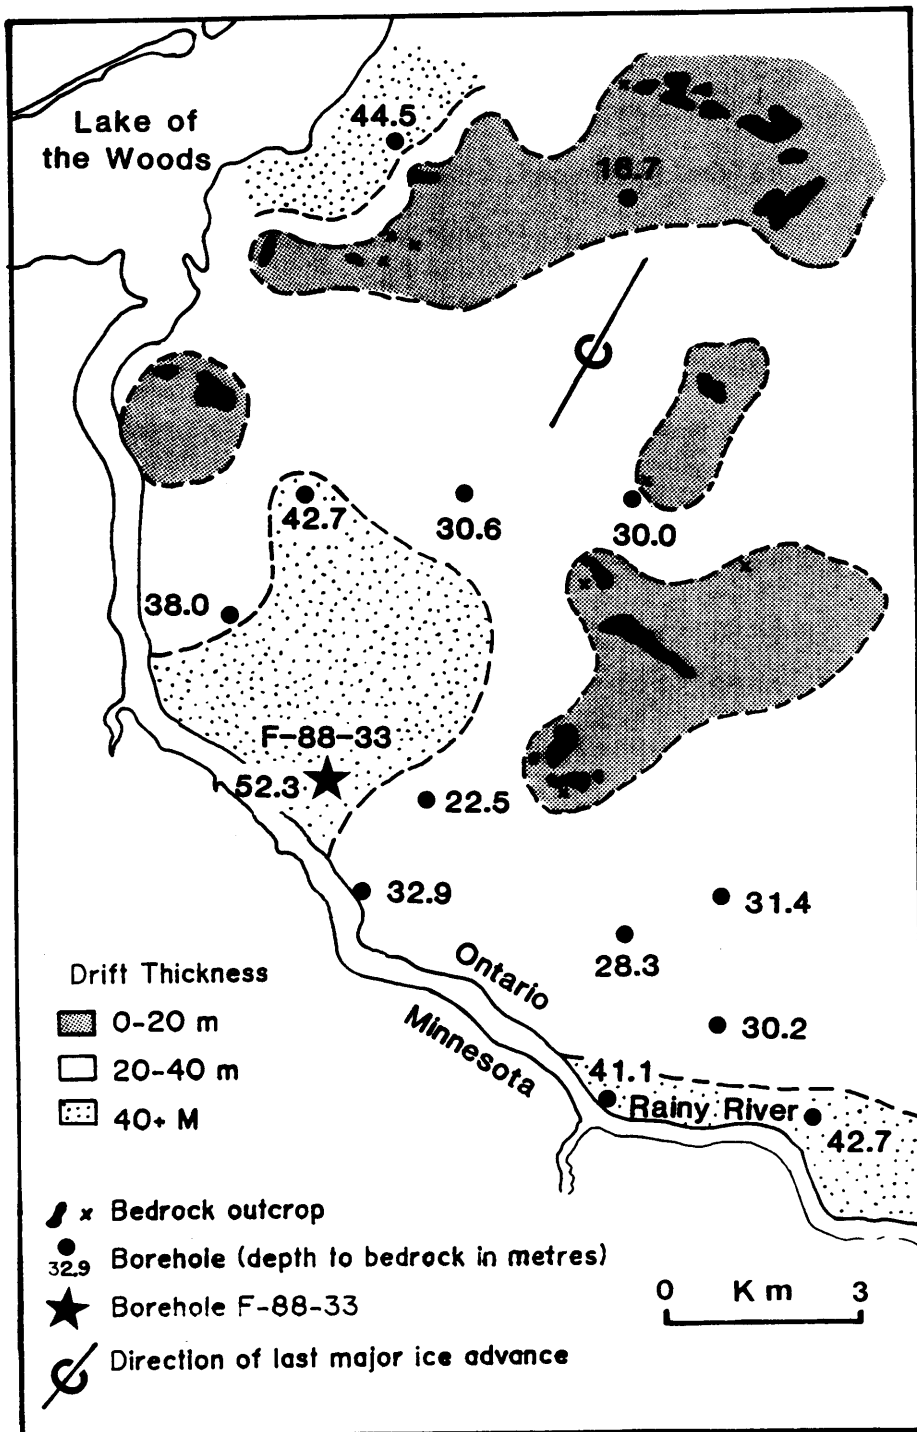 Lake of
the Woods
44.5
16.7
42.7
30.6
30.0
38.0
F-88-33
52.3
22.5
32.9
31.4
28.3
30.2
Ontario
Minnesota
41.1
Rainy River
42.7
Drift Thickness
0-20 m
20-40 m
40+ M
x Bedrock outcrop
32.9 Borehole (depth to bedrock in metres)
Borehole F-88-33
Direction of last major ice advance
0 Km 3